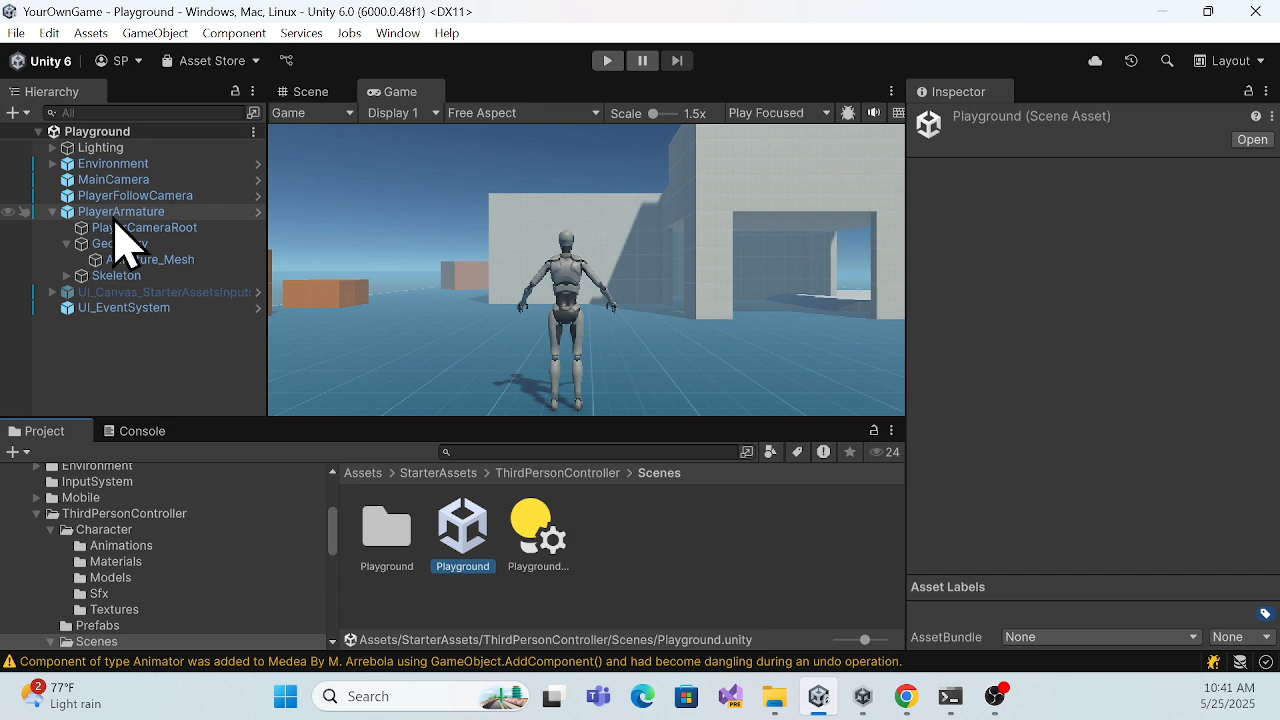 YourOwnGame - Playground - Windows, Mac, Linux - Unity 6.0 (6000.0.48f1) <DX11>
File Edit Assets GameObject Component Services Jobs Window Help
Unity 6 SP Asset Store Layout
Hierarchy
All
Playground
Lighting
Environment
MainCamera
PlayerFollowCamera
PlayerArmature
PlayerCameraRoot
Skeleton
UI_Canvas_StarterAssetsInputs
UI_EventSystem
Scene Game
Game Display 1 Free Aspect Scale 1.5x Play Focused
Inspector
Playground (Scene Asset)
Open
Project Console
24
Environment
InputSystem
Mobile
ThirdPersonController
Character
Animations
Materials
Models
Sfx
Textures
Prefabs
Scenes
Assets > StarterAssets > ThirdPersonController > Scenes
Playground Playground Playground...
Assets/StarterAssets/ThirdPersonController/Scenes/Playground.unity
Asset Labels
AssetBundle None None
Component of type Animator was added to Medea By M. Arrebola using GameObject.AddComponent() and had become dangling during an undo operation.
2
77°F
Light rain
Search
PRE
10:41 AM
5/25/2025